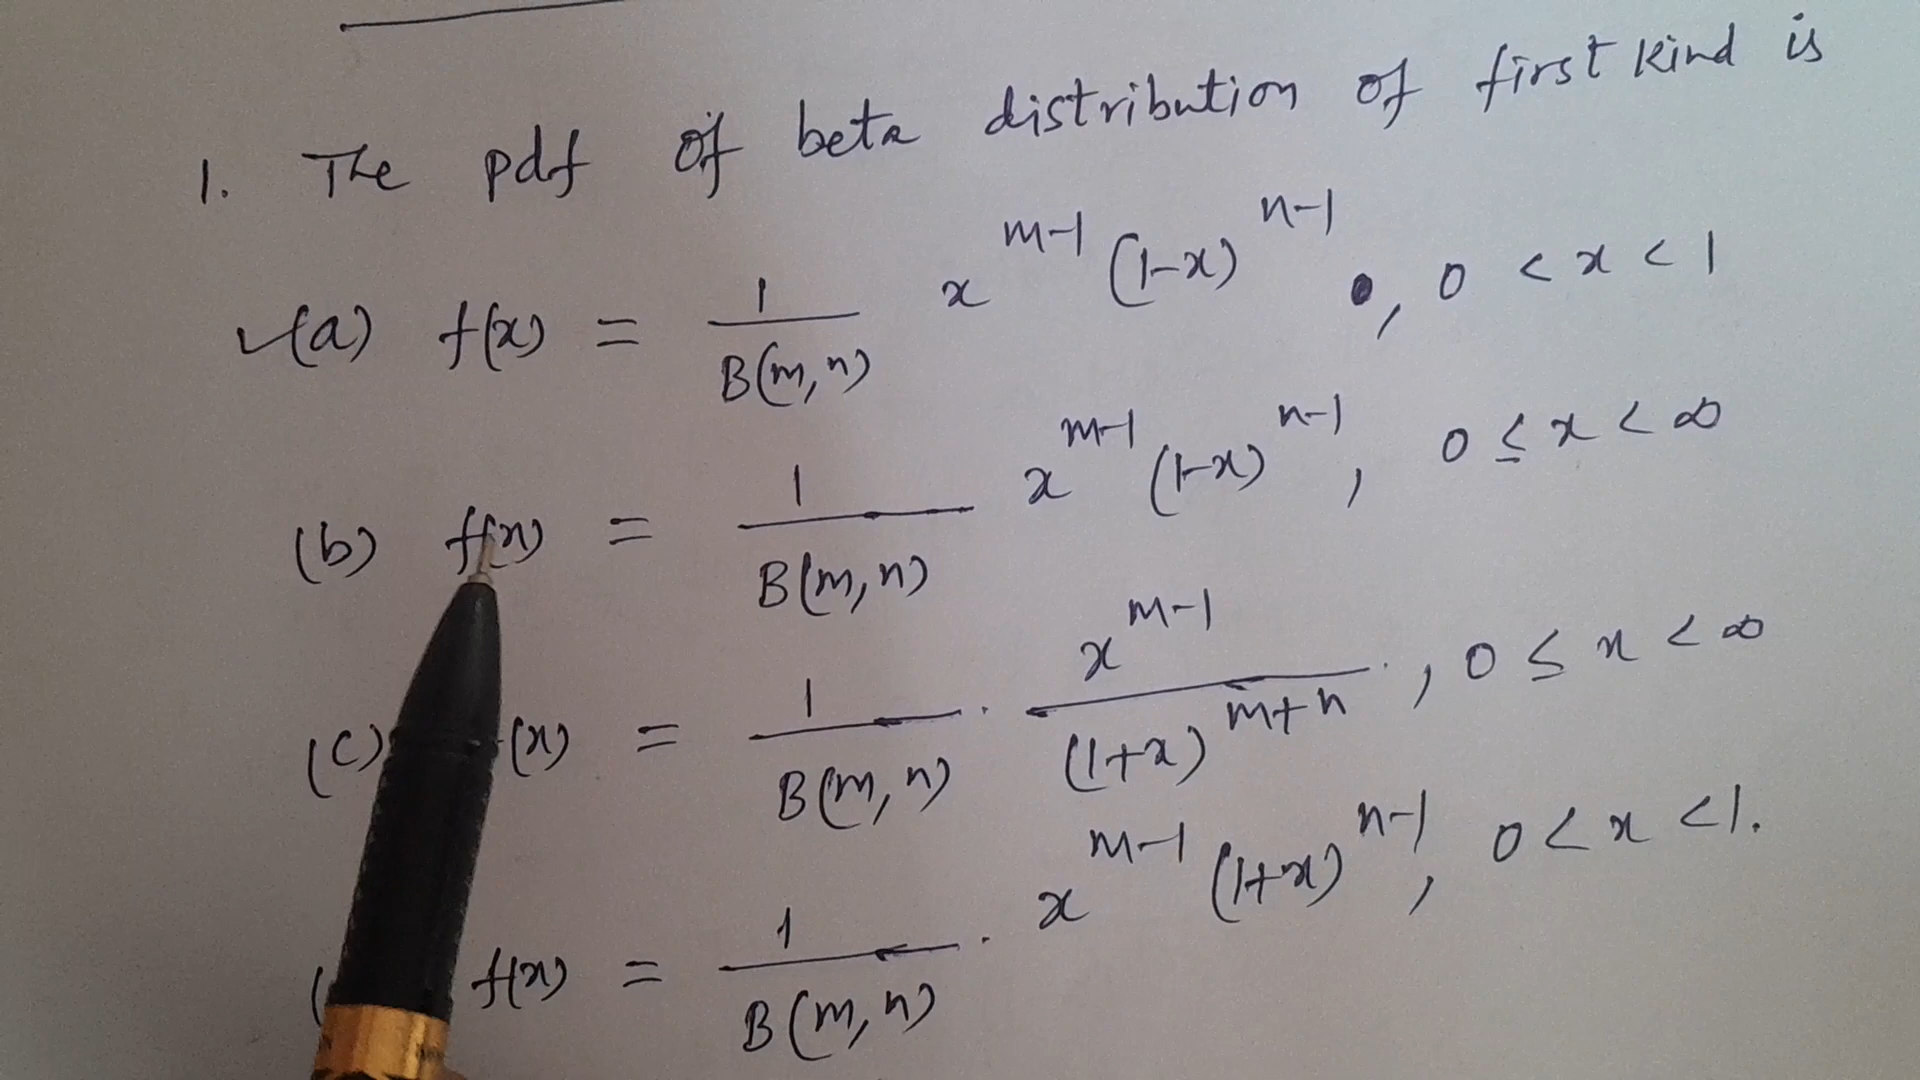 1. The pdf of beta distribution of first kind is
✓(a) f(x) = 1/B(m,n) x^(m-1) (1-x)^(n-1), 0 < x < 1
(b) f(x) = 1/B(m,n) x^(m-1) (1-x)^(n-1), 0 ≤ x < ∞
(c) (x) = 1/B(m,n) · x^(m-1)/(1+x)^(m+n), 0 ≤ x < ∞
( f(x) = 1/B(m,n) · x^(m-1) (1+x)^(n-1), 0 < x < 1.